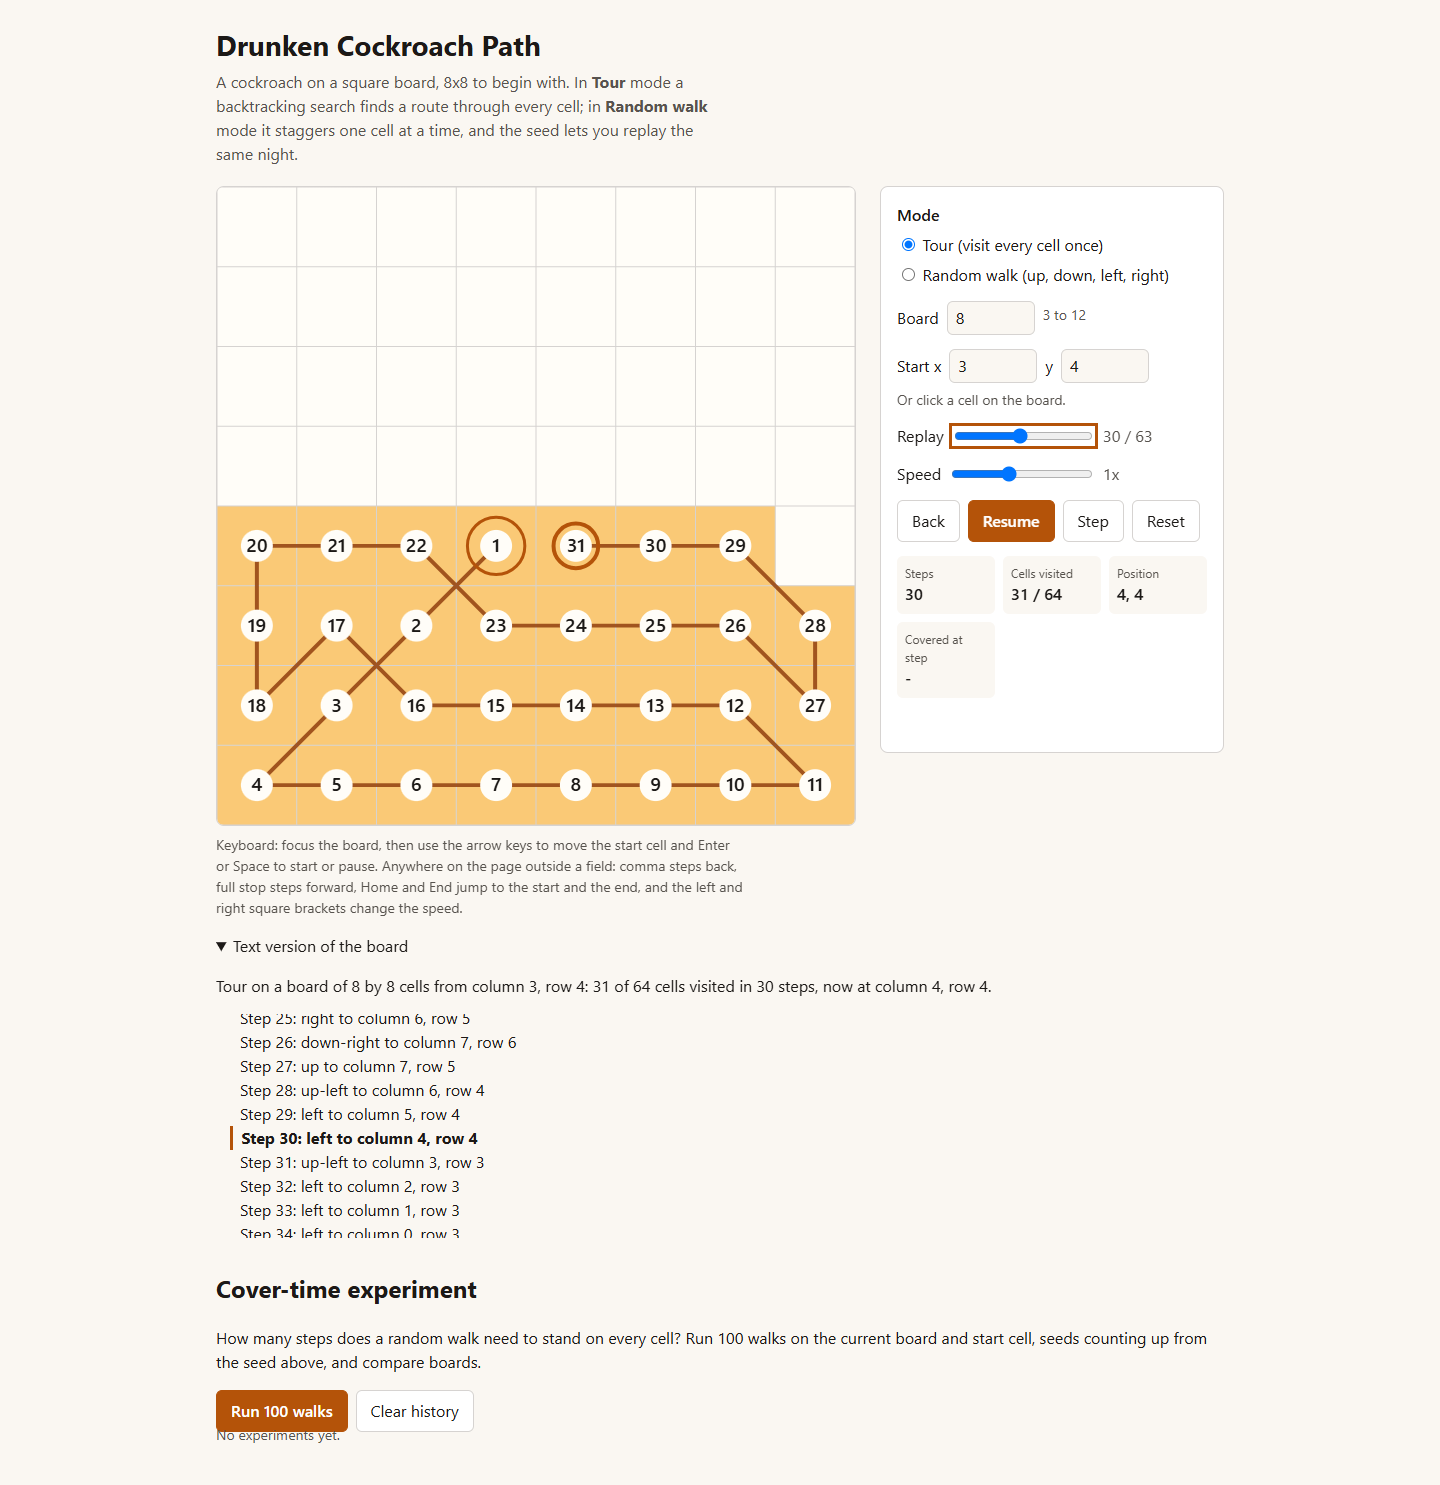 Drunken Cockroach Path
A cockroach on a square board, 8x8 to begin with. In Tour mode a
backtracking search finds a route through every cell; in Random walk
mode it staggers one cell at a time, and the seed lets you replay the
same night.
20 21 22 1 31 30 29
19 17 2 23 24 25 26 28
18 3 16 15 14 13 12 27
4 5 6 7 8 9 10 11
Mode
Tour (visit every cell once)
Random walk (up, down, left, right)
Board 8 3 to 12
Start x 3 y 4
Or click a cell on the board.
Replay 30 / 63
Speed 1x
Back Resume Step Reset
Steps
30
Cells visited
31 / 64
Position
4, 4
Covered at
step
-
Keyboard: focus the board, then use the arrow keys to move the start cell and Enter
or Space to start or pause. Anywhere on the page outside a field: comma steps back,
full stop steps forward, Home and End jump to the start and the end, and the left and
right square brackets change the speed.
▼ Text version of the board
Tour on a board of 8 by 8 cells from column 3, row 4: 31 of 64 cells visited in 30 steps, now at column 4, row 4.
Step 25: right to column 6, row 5
Step 26: down-right to column 7, row 6
Step 27: up to column 7, row 5
Step 28: up-left to column 6, row 4
Step 29: left to column 5, row 4
Step 30: left to column 4, row 4
Step 31: up-left to column 3, row 3
Step 32: left to column 2, row 3
Step 33: left to column 1, row 3
Step 34: left to column 0, row 3
Cover-time experiment
How many steps does a random walk need to stand on every cell? Run 100 walks on the current board and start cell, seeds counting up from
the seed above, and compare boards.
Run 100 walks Clear history
No experiments yet.